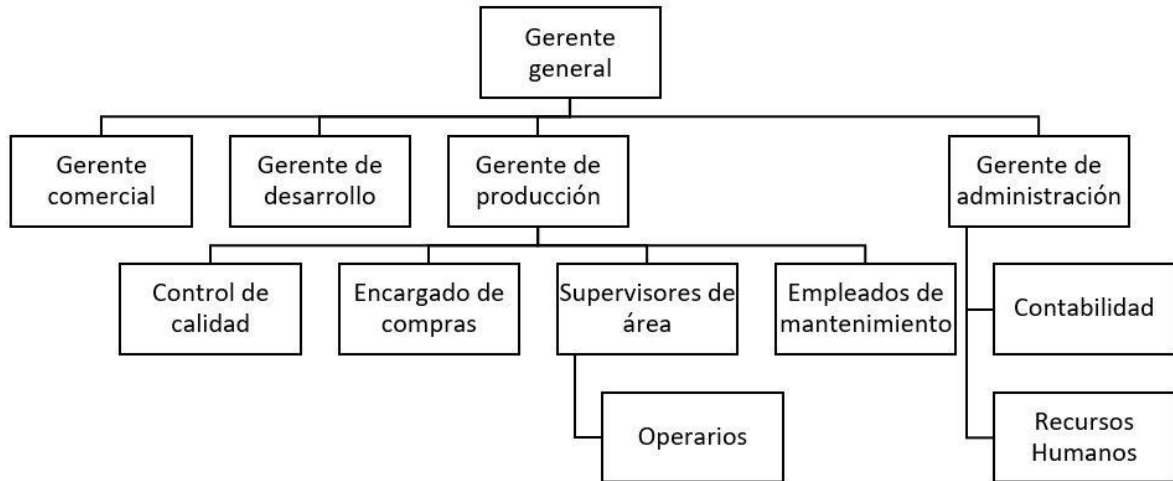 Gerente
general
Gerente
comercial
Gerente de
desarrollo
Gerente de
producción
Gerente de
administración
Control de
calidad
Encargado de
compras
Supervisores de
área
Empleados de
mantenimiento
Contabilidad
Operarios
Recursos
Humanos